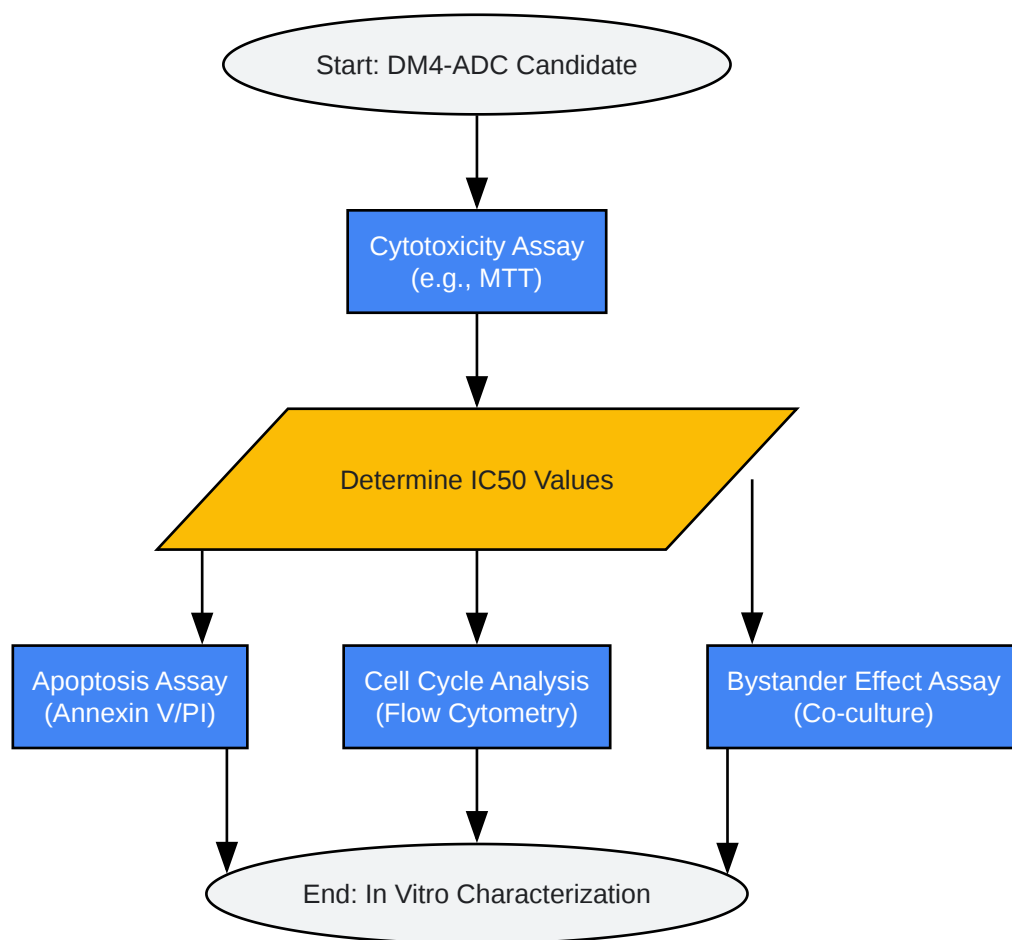 Start: DM4-ADC Candidate
Cytotoxicity Assay
(e.g., MTT)
Determine IC50 Values
Apoptosis Assay
(Annexin V/PI)
Cell Cycle Analysis
(Flow Cytometry)
Bystander Effect Assay
(Co-culture)
End: In Vitro Characterization